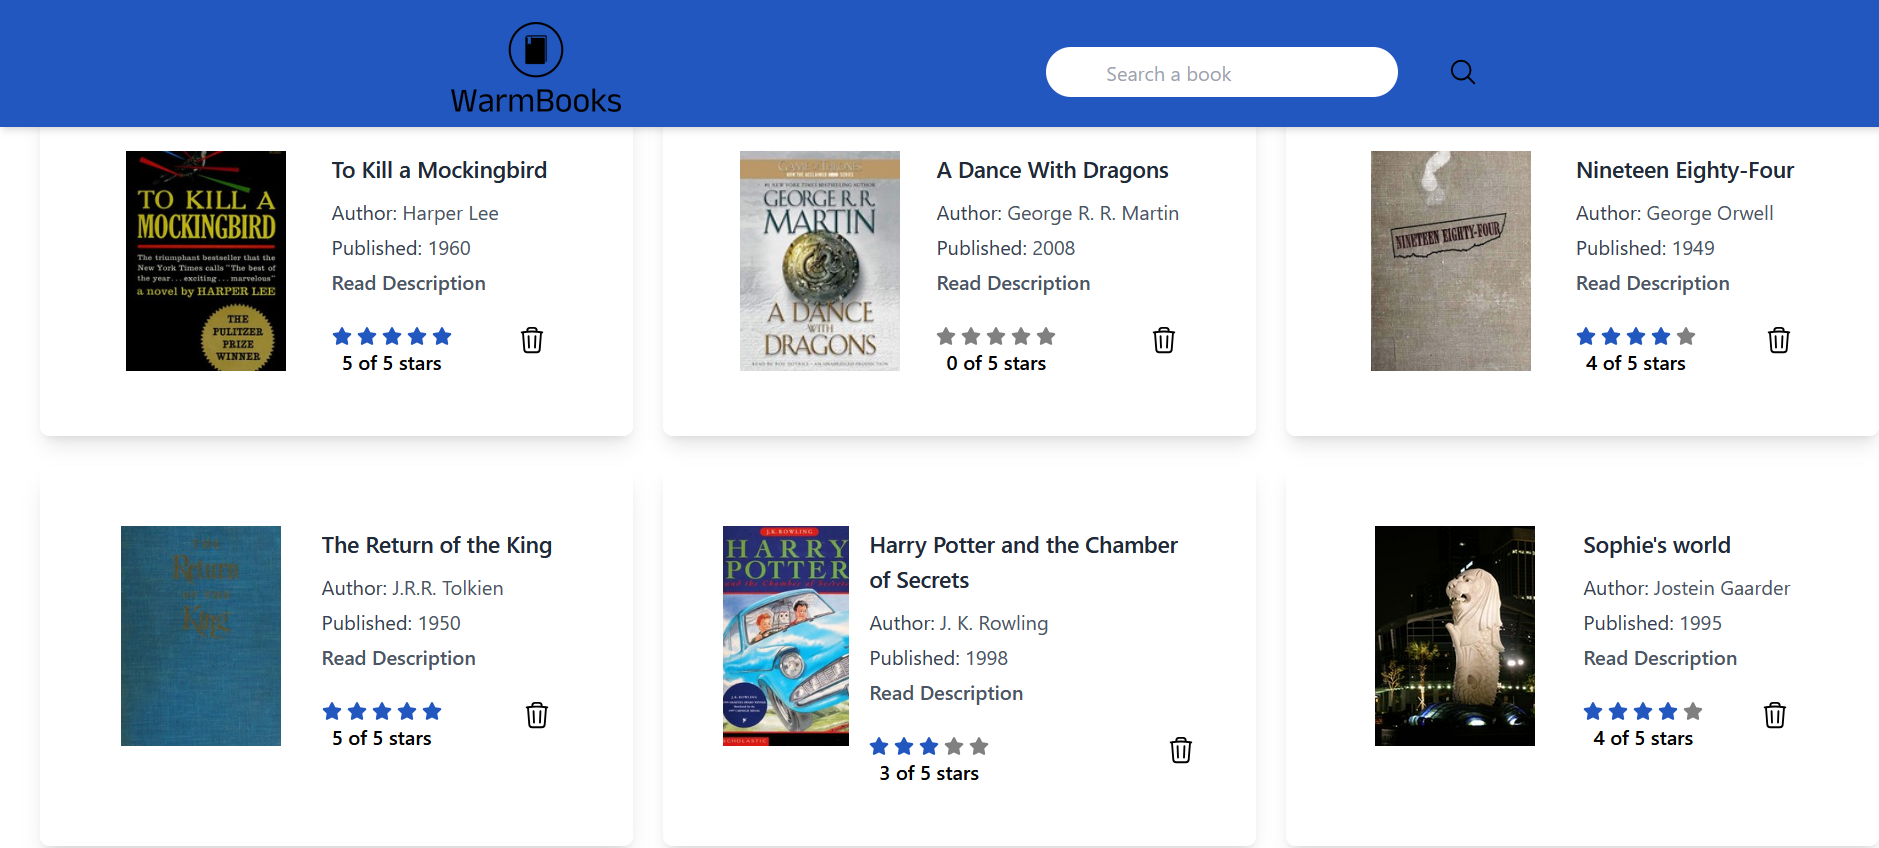 WarmBooks
Search a book
TO KILL A
MOCKINGBIRD
The triumphant bestseller that the
New York Times calls "The best of
the year...exciting...marvelous"
a novel by HARPER LEE
THE
PULITZER
PRIZE
WINNER
To Kill a Mockingbird
Author: Harper Lee
Published: 1960
Read Description
5 of 5 stars
GEORGE R.R.
MARTIN
A DANCE
WITH
DRAGONS
A Dance With Dragons
Author: George R. R. Martin
Published: 2008
Read Description
0 of 5 stars
NINETEEN EIGHTY-FOUR
Nineteen Eighty-Four
Author: George Orwell
Published: 1949
Read Description
4 of 5 stars
Return
King
The Return of the King
Author: J.R.R. Tolkien
Published: 1950
Read Description
5 of 5 stars
J.K.ROWLING
HARRY
POTTER
and the Chamber of Secrets
J.K. ROWLING
SCHOLASTIC
Harry Potter and the Chamber
of Secrets
Author: J. K. Rowling
Published: 1998
Read Description
3 of 5 stars
Sophie's world
Author: Jostein Gaarder
Published: 1995
Read Description
4 of 5 stars